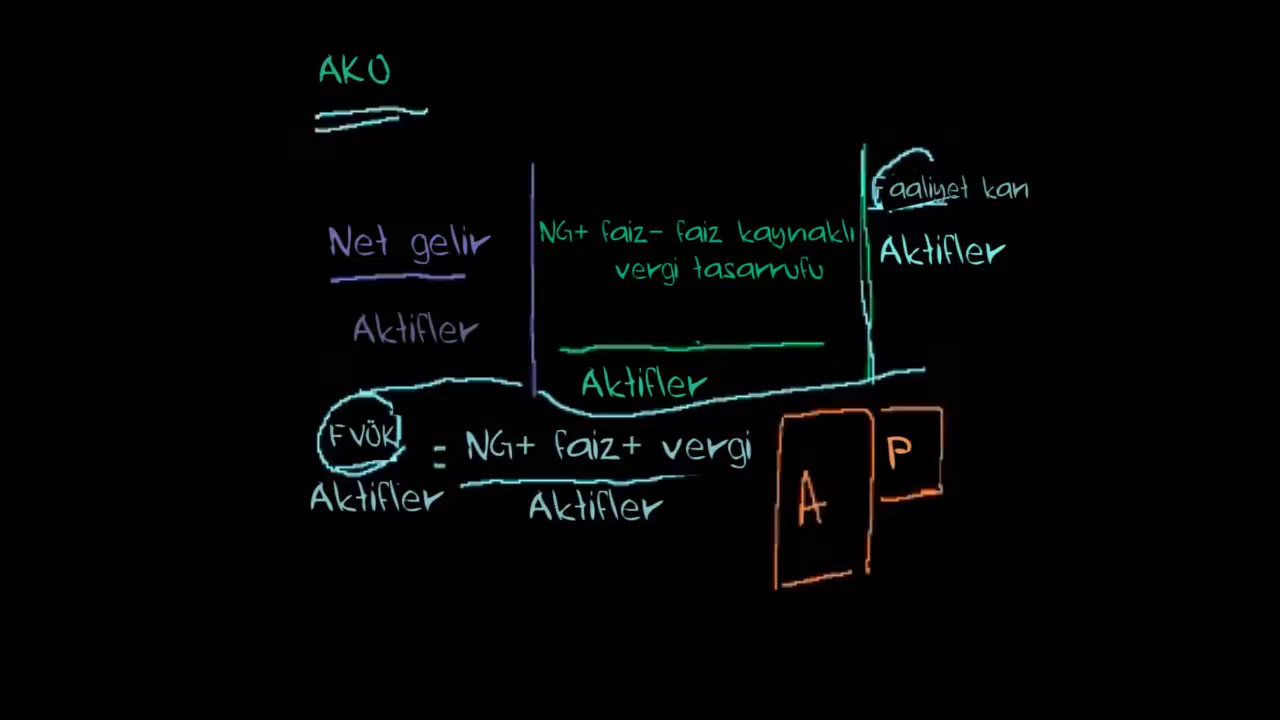 AKO
Net gelir
Aktifler
NG+ faiz- faiz kaynaklı
vergi tasarrufu
Aktifler
Faaliyet karı
Aktifler
FVÖK = NG+ faiz+ vergi
Aktifler Aktifler
A
P